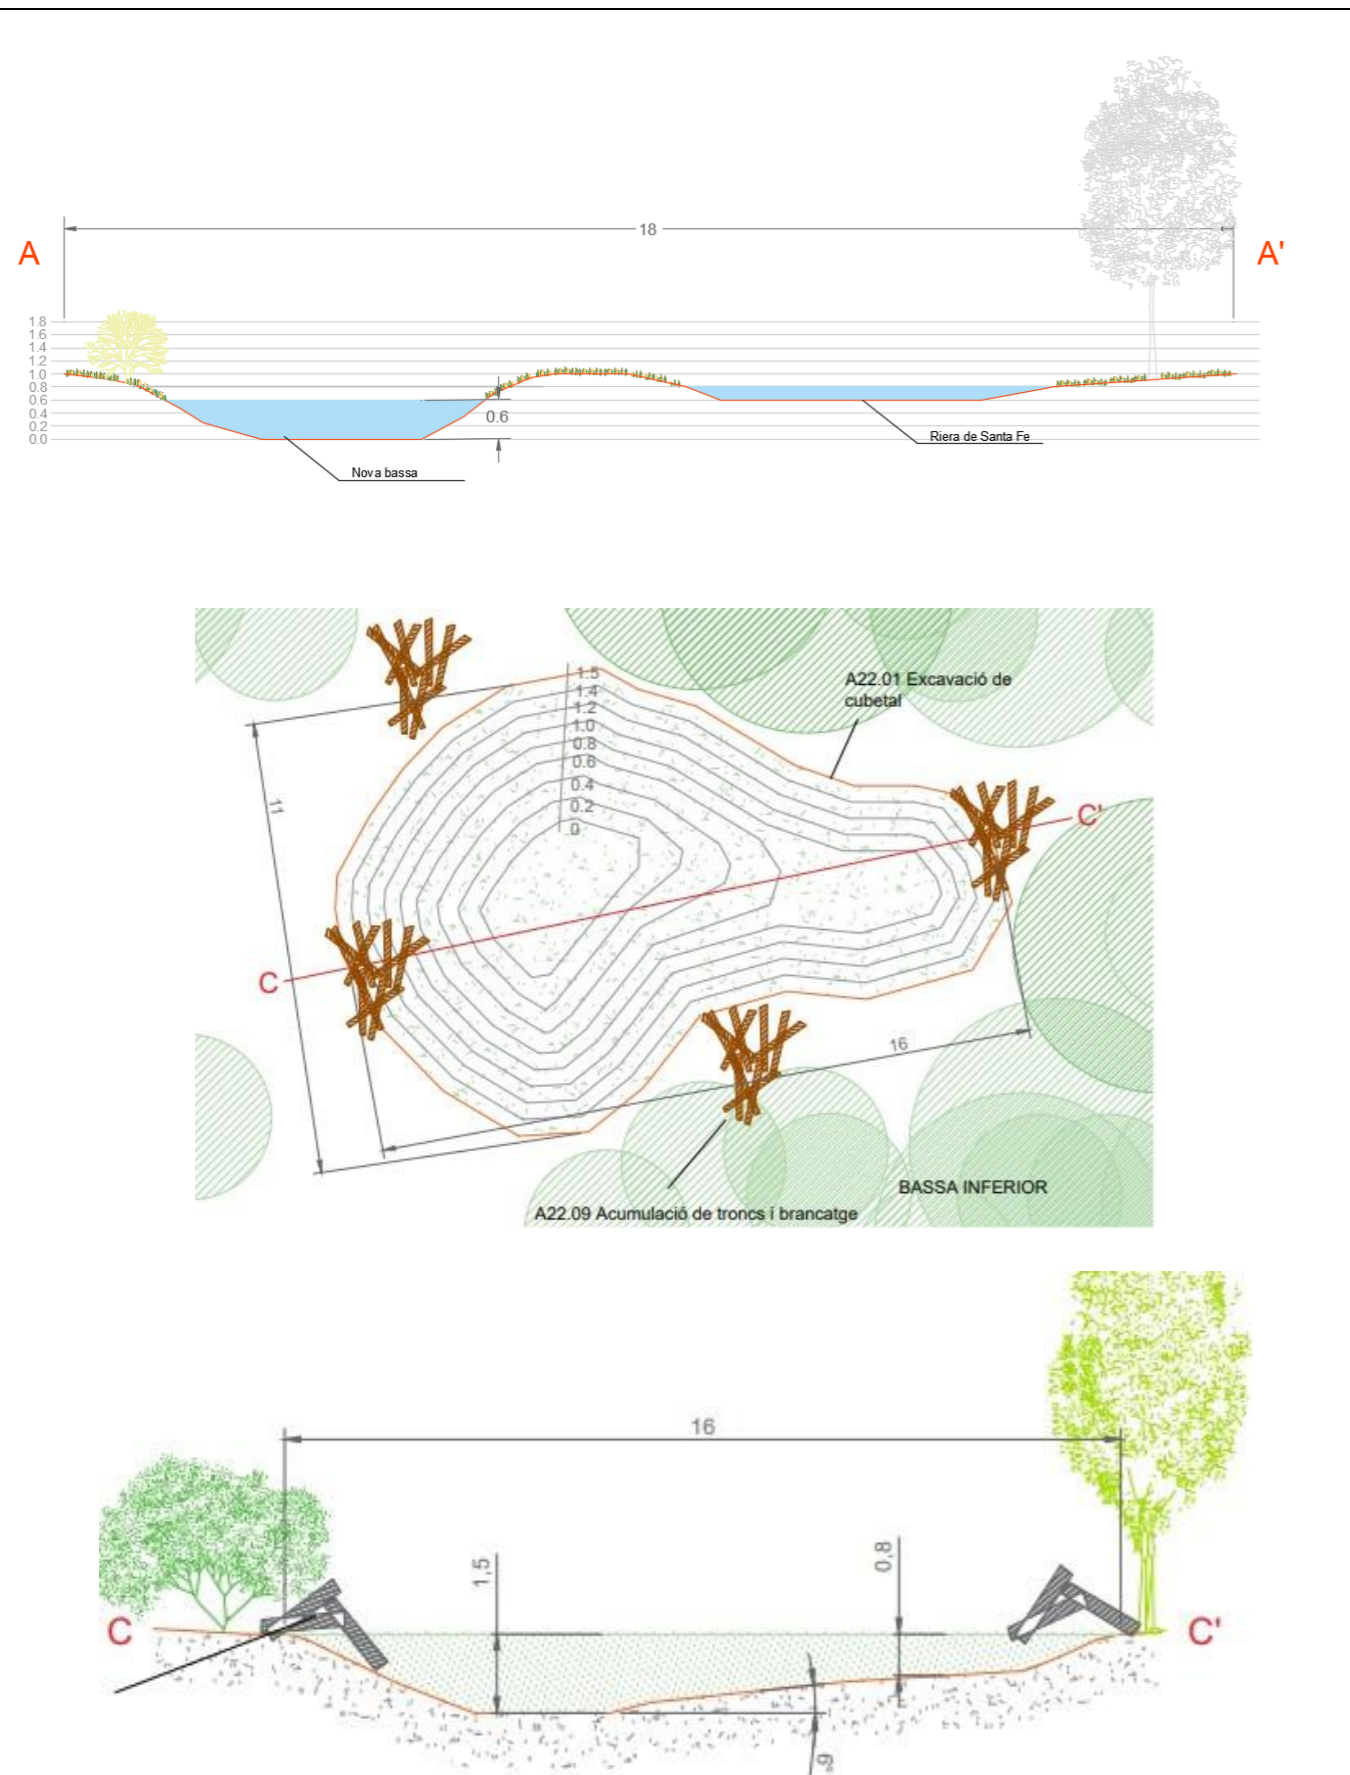 18
A
A'
1.8
1.6
1.4
1.2
1.0
0.8
0.6
0.4
0.2
0.0
0.6
Riera de Santa Fe
Nova bassa
1.5
1.4
1.2
1.0
0.8
0.6
0.4
0.2
0
A22.01 Excavació de
cubetal
11
C'
C
16
BASSA INFERIOR
A22.09 Acumulació de troncs i brancatge
16
1,5
0,8
C
C'